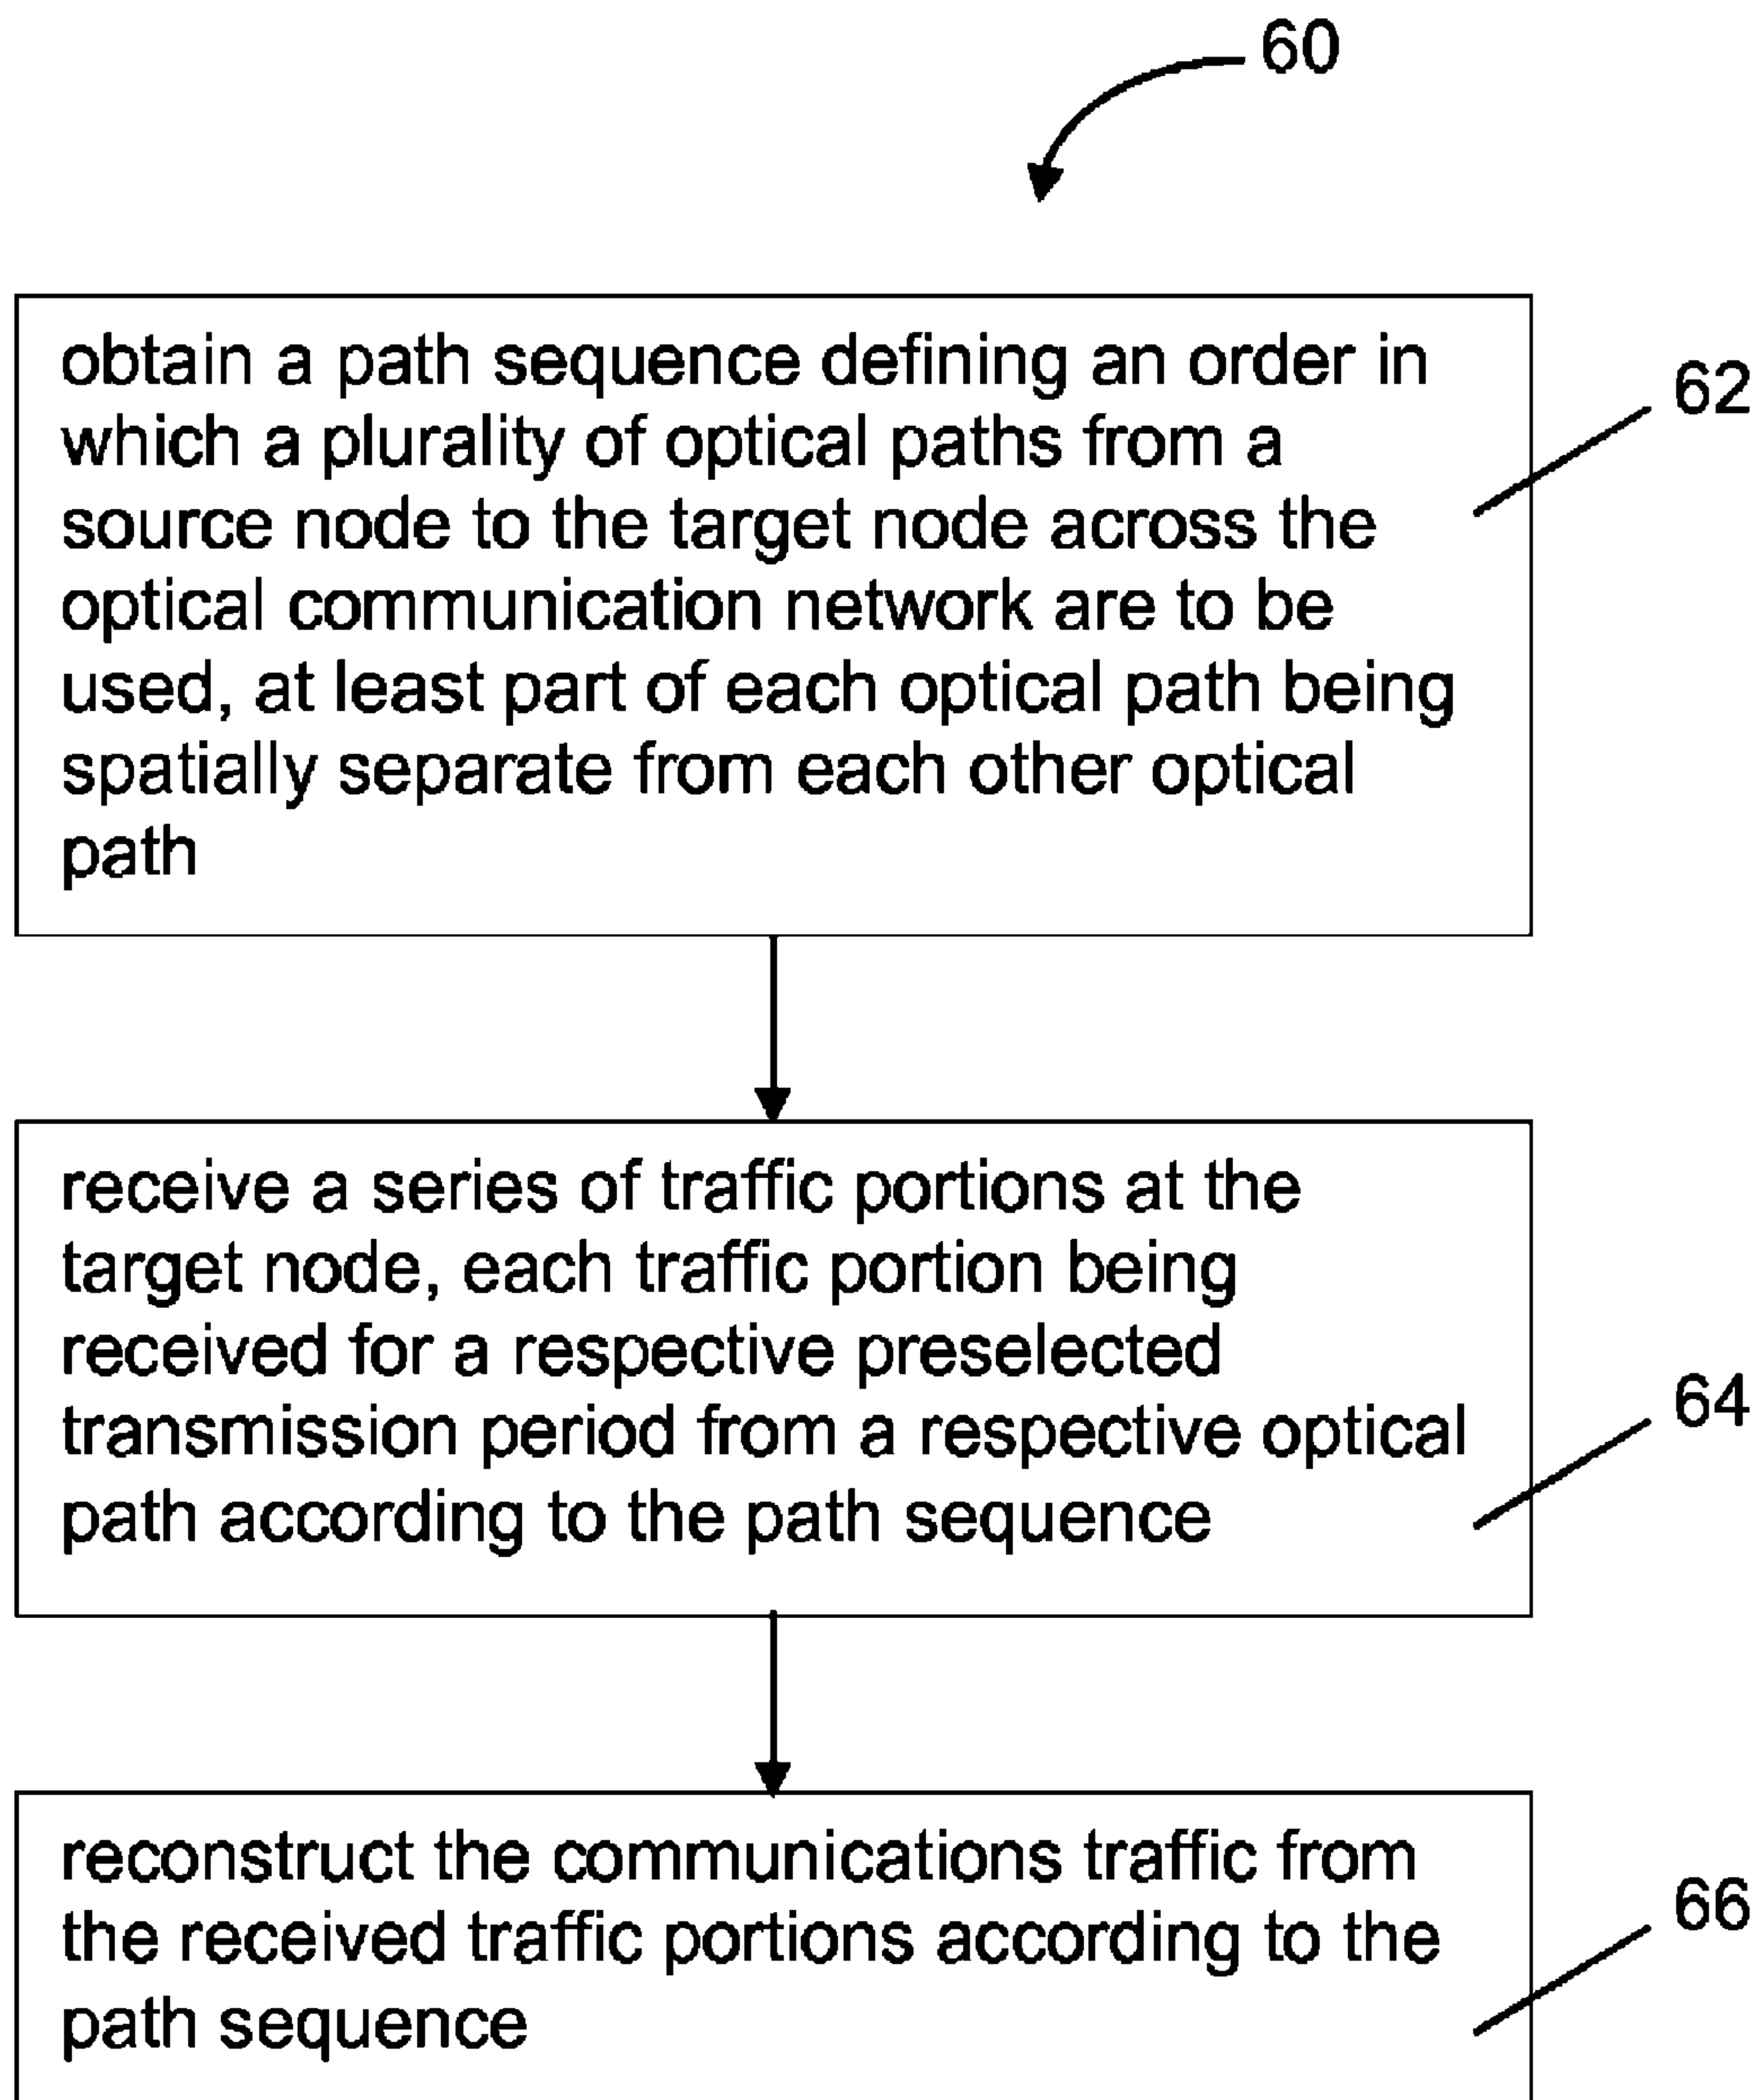 60
obtain a path sequence defining an order in
which a plurality of optical paths from a
source node to the target node across the
optical communication network are to be
used, at least part of each optical path being
spatially separate from each other optical
path
62
receive a series of traffic portions at the
target node, each traffic portion being
received for a respective preselected
transmission period from a respective optical
path according to the path sequence
64
reconstruct the communications traffic from
the received traffic portions according to the
path sequence
66